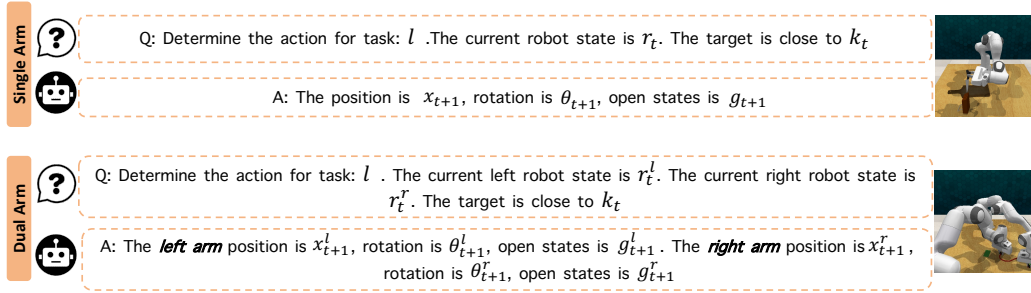 Single Arm
Q: Determine the action for task: l .The current robot state is r_t. The target is close to k_t
A: The position is x_{t+1}, rotation is θ_{t+1}, open states is g_{t+1}
Dual Arm
Q: Determine the action for task: l . The current left robot state is r_t^l. The current right robot state is
r_t^r. The target is close to k_t
A: The left arm position is x_{t+1}^l, rotation is θ_{t+1}^l, open states is g_{t+1}^l. The right arm position is x_{t+1}^r,
rotation is θ_{t+1}^r, open states is g_{t+1}^r